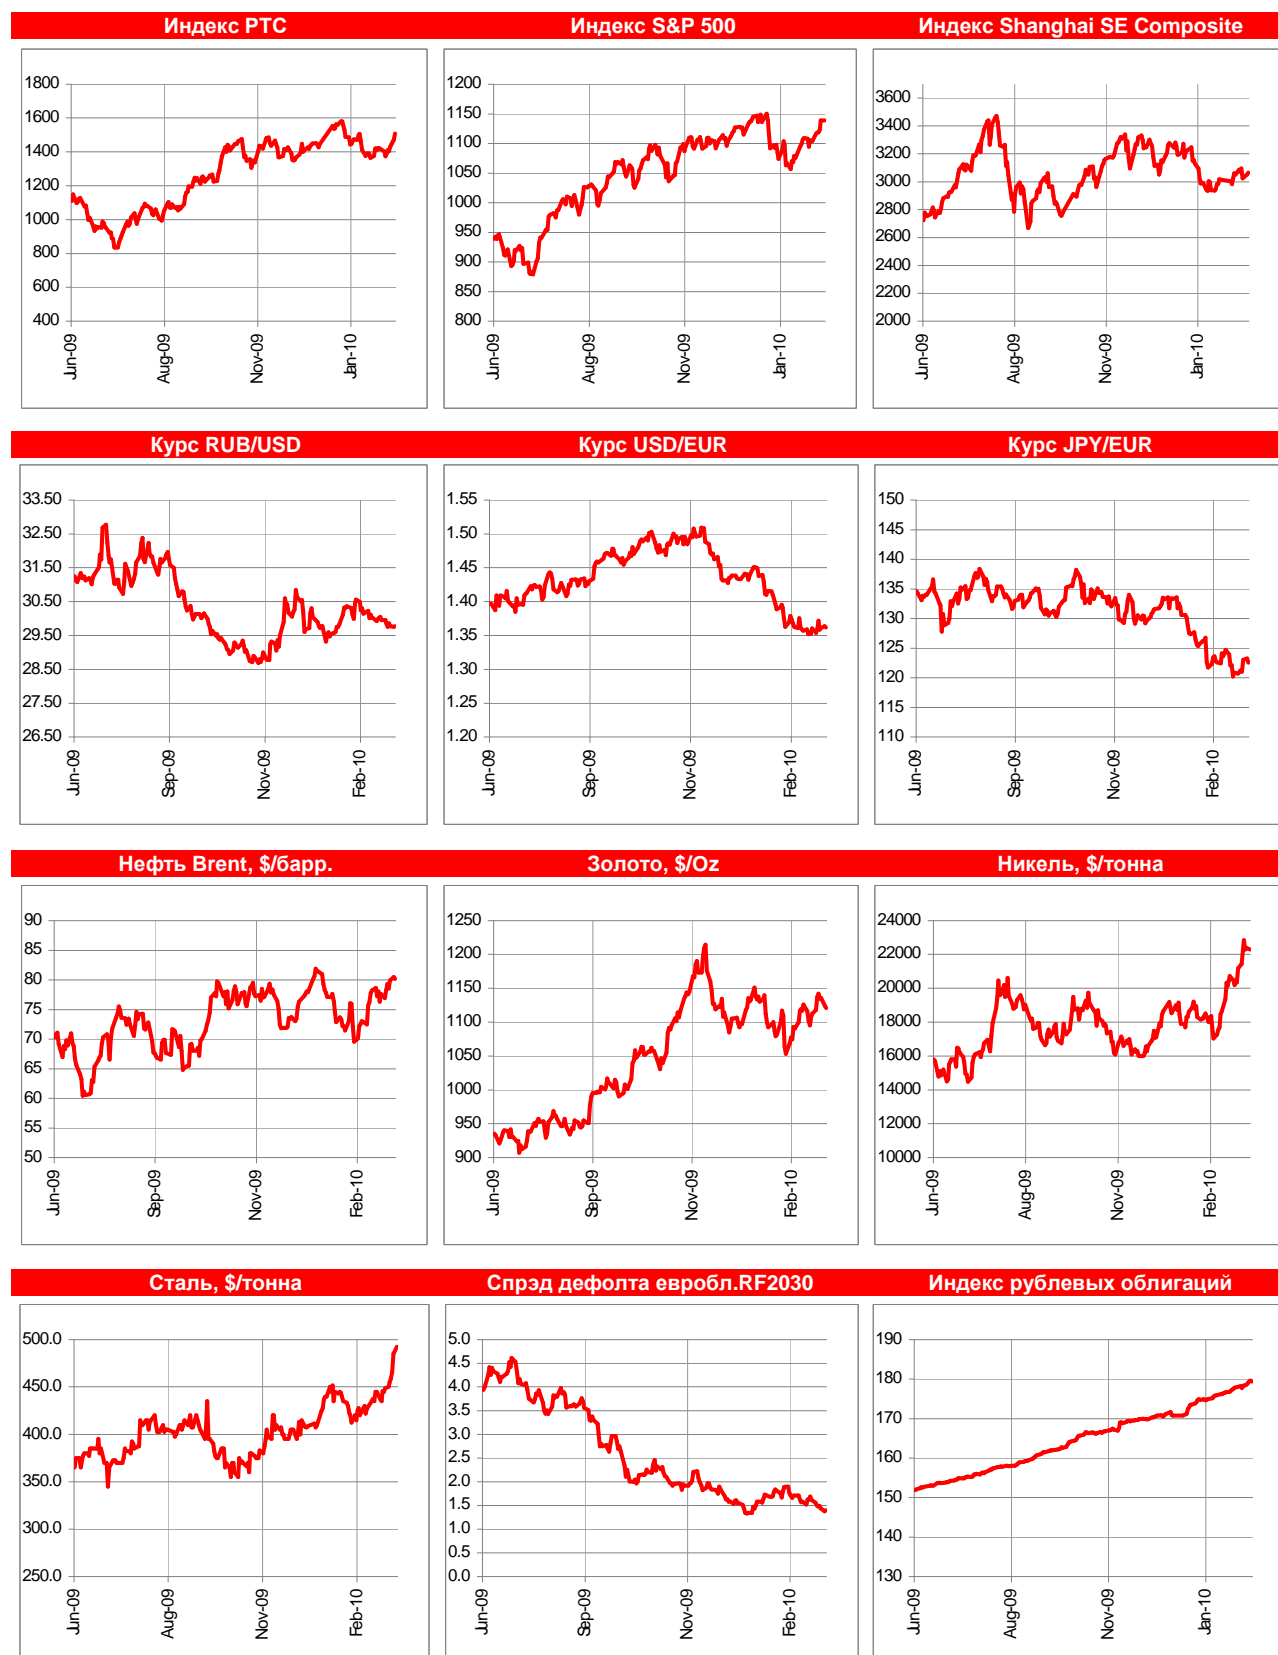 Индекс РТС
1800
1600
1400
1200
1000
800
600
400
Jun-09
Aug-09
Nov-09
Jan-10
Индекс S&P 500
1200
1150
1100
1050
1000
950
900
850
800
Jun-09
Aug-09
Nov-09
Jan-10
Индекс Shanghai SE Composite
3600
3400
3200
3000
2800
2600
2400
2200
2000
Jun-09
Aug-09
Nov-09
Jan-10
Курс RUB/USD
33.50
32.50
31.50
30.50
29.50
28.50
27.50
26.50
Jun-09
Sep-09
Nov-09
Feb-10
Курс USD/EUR
1.55
1.50
1.45
1.40
1.35
1.30
1.25
1.20
Jun-09
Sep-09
Nov-09
Feb-10
Курс JPY/EUR
150
145
140
135
130
125
120
115
110
Jun-09
Sep-09
Nov-09
Feb-10
Нефть Brent, $/барр.
90
85
80
75
70
65
60
55
50
Jun-09
Sep-09
Nov-09
Feb-10
Золото, $/Oz
1250
1200
1150
1100
1050
1000
950
900
Jun-09
Sep-09
Nov-09
Feb-10
Никель, $/тонна
24000
22000
20000
18000
16000
14000
12000
10000
Jun-09
Aug-09
Nov-09
Feb-10
Сталь, $/тонна
500.0
450.0
400.0
350.0
300.0
250.0
Jun-09
Aug-09
Nov-09
Feb-10
Спрэд дефолта евробл.RF2030
5.0
4.5
4.0
3.5
3.0
2.5
2.0
1.5
1.0
0.5
0.0
Jun-09
Sep-09
Nov-09
Feb-10
Индекс рублевых облигаций
190
180
170
160
150
140
130
Jun-09
Aug-09
Nov-09
Jan-10